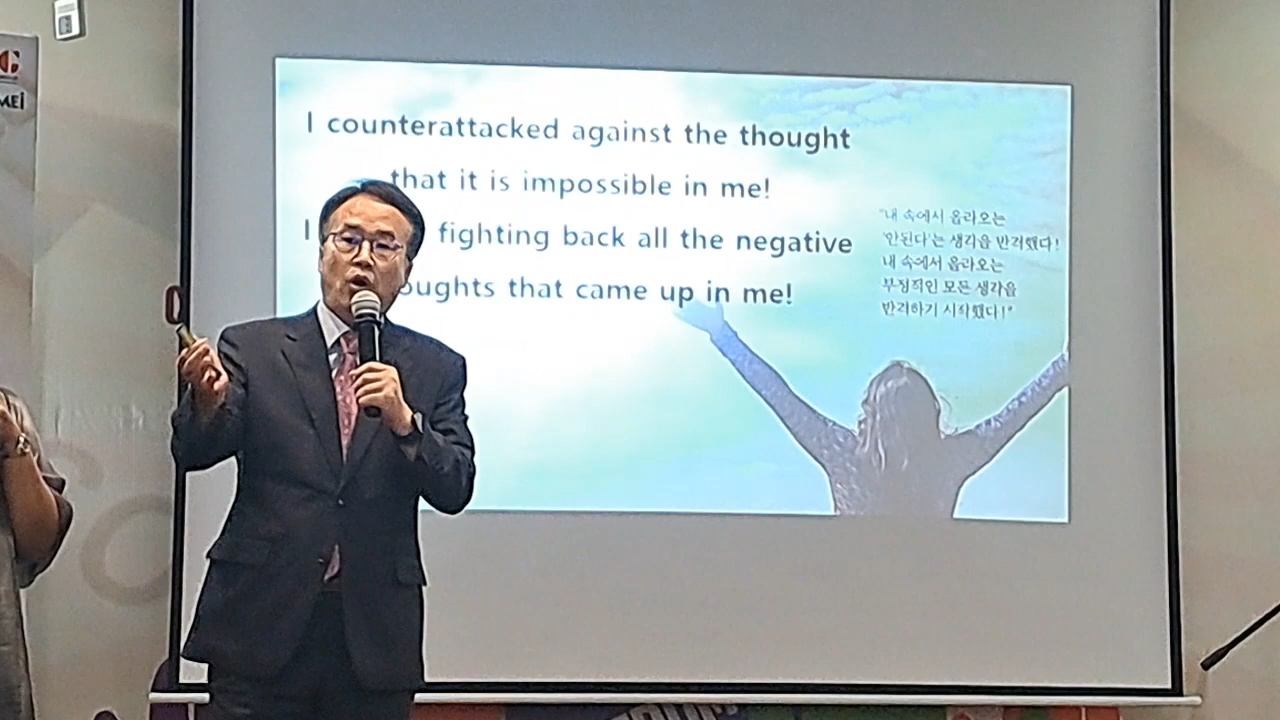 I counterattacked against the thought
that it is impossible in me!
I fighting back all the negative
oughts that came up in me!
"내 속에서 올라오는
'안된다'는 생각을 반격했다!
내 속에서 올라오는
부정적인 모든 생각을
반격하기 시작했다!"
MEi